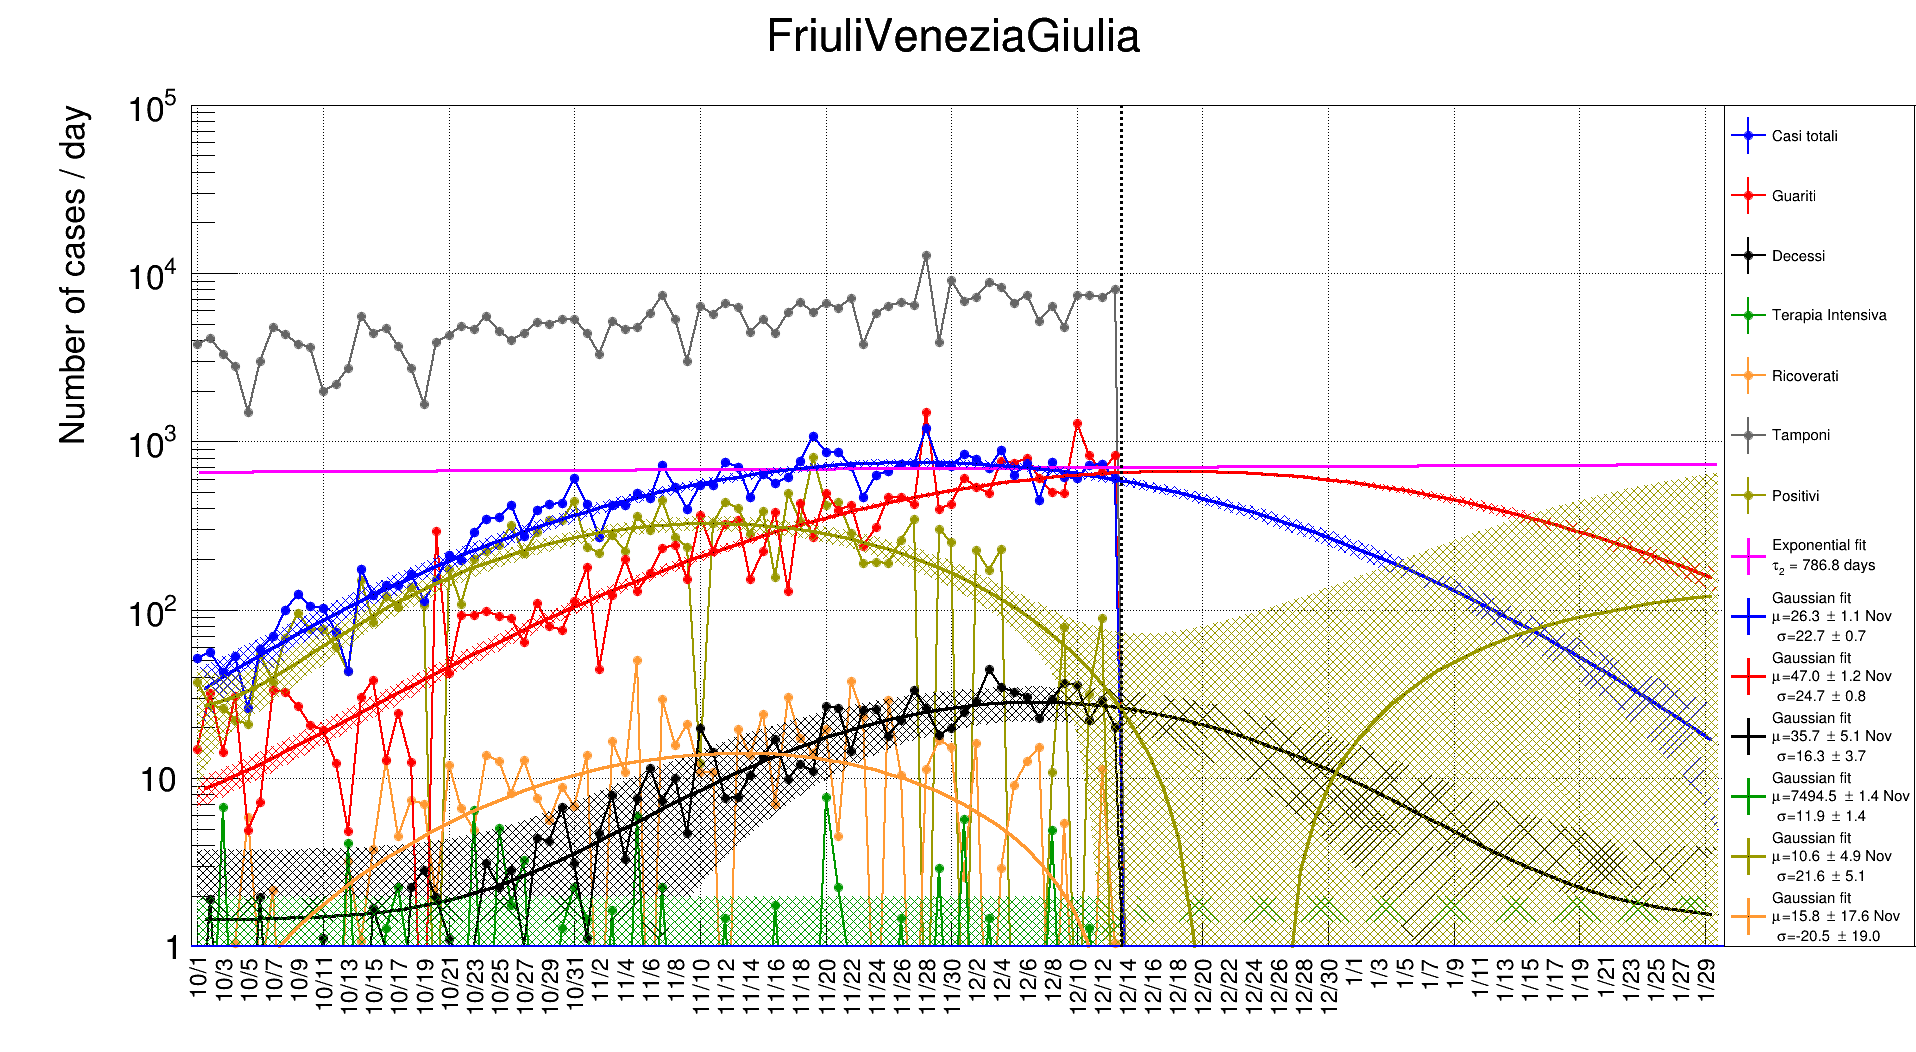 FriuliVeneziaGiulia
Number of cases / day
10⁵
10⁴
10³
10²
10
1
10/1 10/3 10/5 10/7 10/9 10/11 10/13 10/15 10/17 10/19 10/21 10/23 10/25 10/27 10/29 10/31 11/2 11/4 11/6 11/8 11/10 11/12 11/14 11/16 11/18 11/20 11/22 11/24 11/26 11/28 11/30 12/2 12/4 12/6 12/8 12/10 12/12 12/14 12/16 12/18 12/20 12/22 12/24 12/26 12/28 12/30 1/1 1/3 1/5 1/7 1/9 1/11 1/13 1/15 1/17 1/19 1/21 1/23 1/25 1/27 1/29
Casi totali
Guariti
Decessi
Terapia Intensiva
Ricoverati
Tamponi
Positivi
Exponential fit
τ₂ = 786.8 days
Gaussian fit
μ=26.3 ± 1.1 Nov
σ=22.7 ± 0.7
Gaussian fit
μ=47.0 ± 1.2 Nov
σ=24.7 ± 0.8
Gaussian fit
μ=35.7 ± 5.1 Nov
σ=16.3 ± 3.7
Gaussian fit
μ=7494.5 ± 1.4 Nov
σ=11.9 ± 1.4
Gaussian fit
μ=10.6 ± 4.9 Nov
σ=21.6 ± 5.1
Gaussian fit
μ=15.8 ± 17.6 Nov
σ=-20.5 ± 19.0